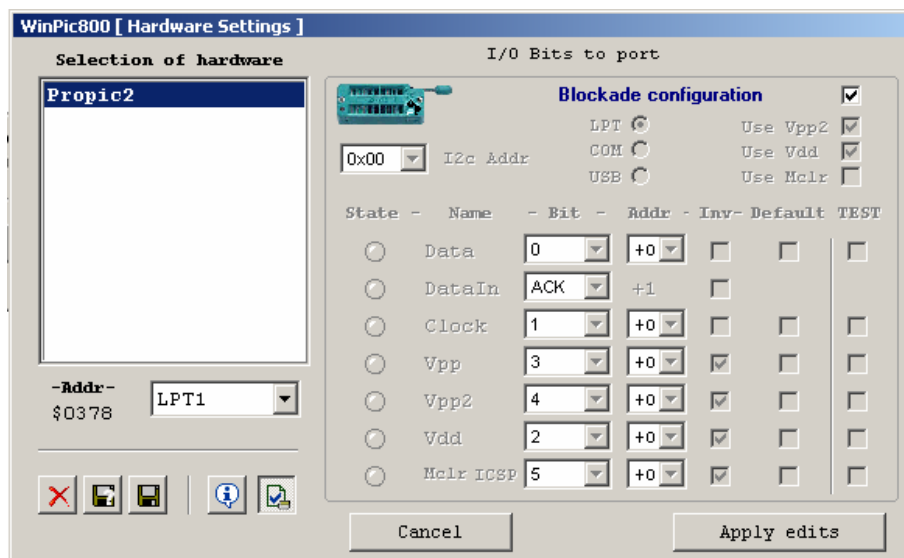 WinPic800 [ Hardware Settings ]
Selection of hardware
Propic2
-Addr-
$0378
LPT1
I/O Bits to port
Blockade configuration
LPT
COM
USB
Use Vpp2
Use Vdd
Use Mclr
0x00 I2c Addr
State - Name - Bit - Addr - Inv- Default TEST
Data 0 +0
DataIn ACK +1
Clock 1 +0
Vpp 3 +0
Vpp2 4 +0
Vdd 2 +0
Mclr ICSP 5 +0
Cancel
Apply edits